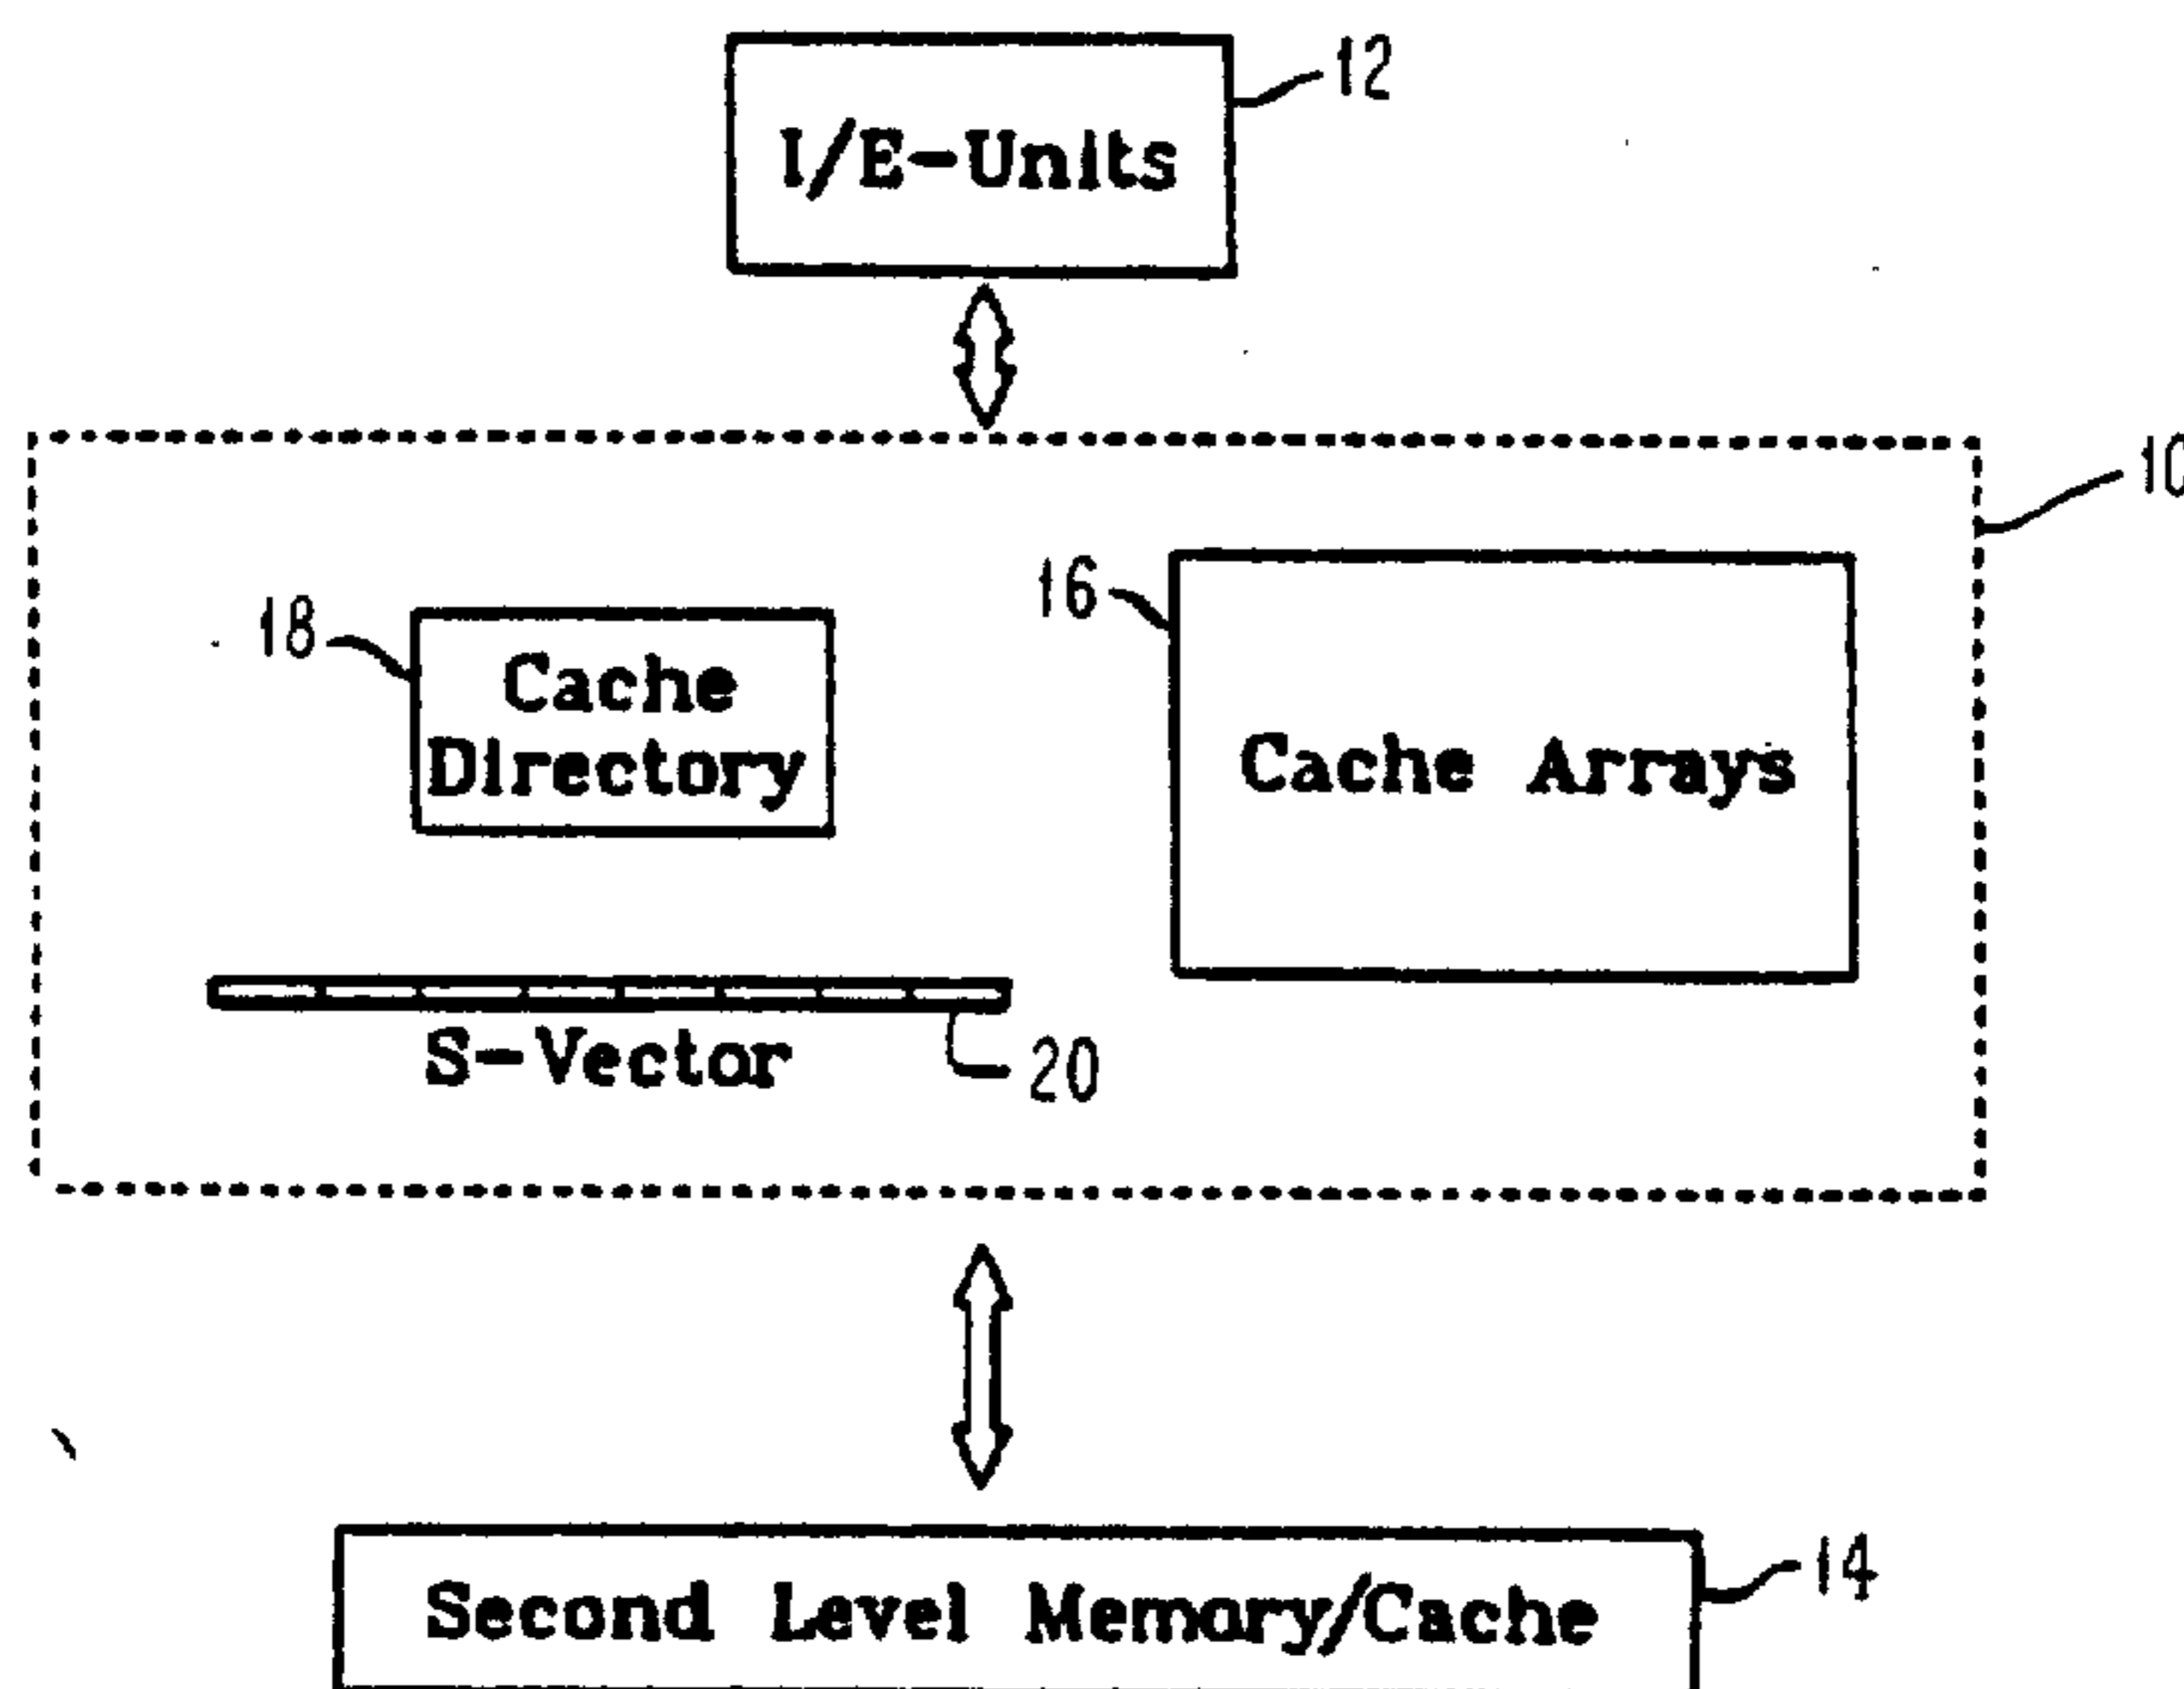 12
I/E-Units
10
16
18
Cache
Directory
Cache Arrays
S-Vector
20
14
Second Level Memory/Cache